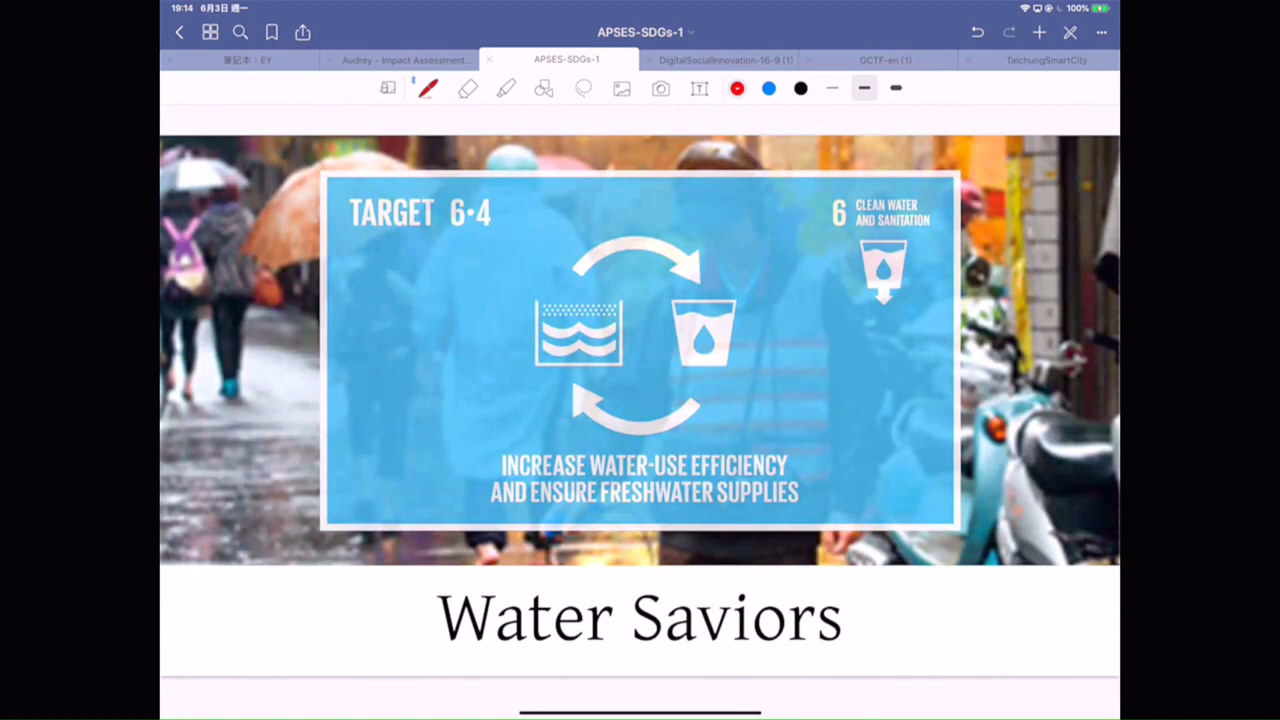 19:14 6月3日 週一
100%
APSES-SDGs-1
筆記本：EY
Audrey - Impact Assessment...
APSES-SDGs-1
DigitalSocialInnovation-16-9 (1)
GCTF-en (1)
TaichungSmartCity
TARGET 6·4
6 CLEAN WATER
AND SANITATION
INCREASE WATER-USE EFFICIENCY
AND ENSURE FRESHWATER SUPPLIES
Water Saviors